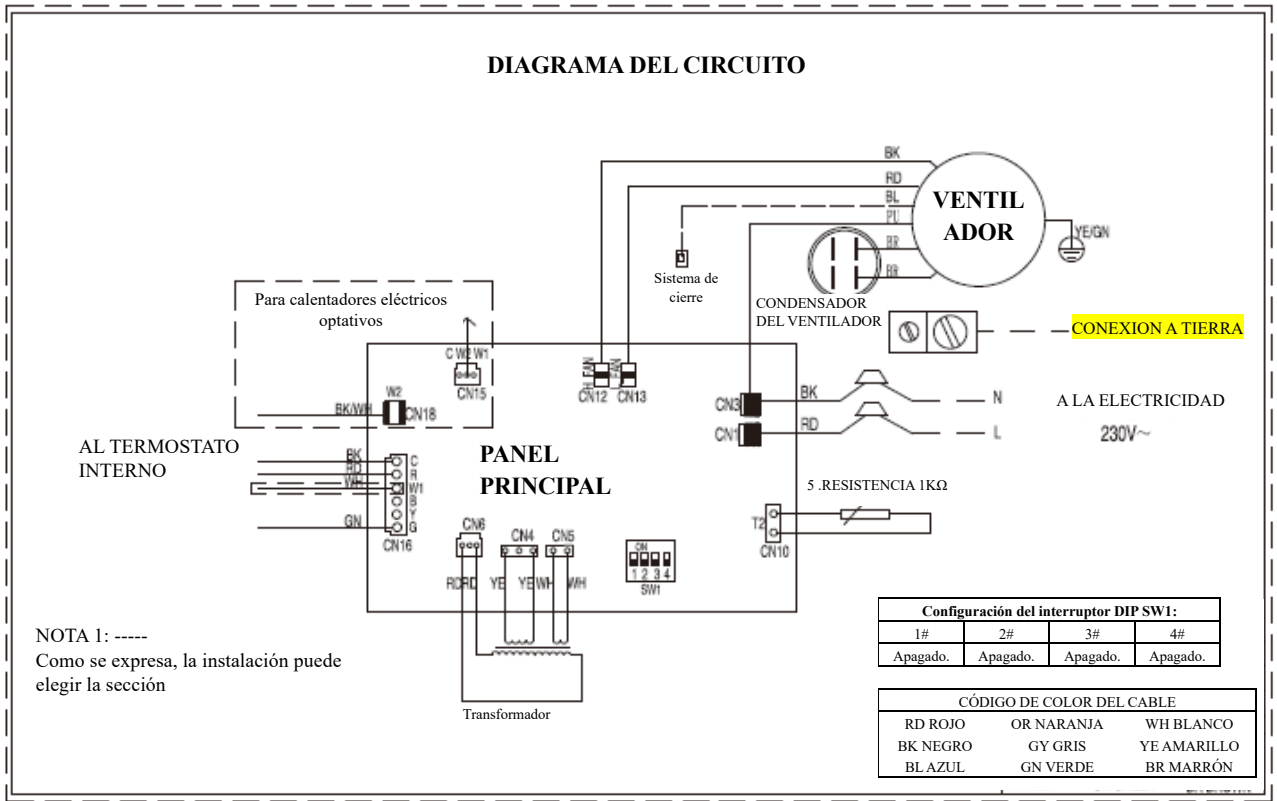 DIAGRAMA DEL CIRCUITO
BK
RD
BL
PU
BR
BR
VENTIL
ADOR
YE/GN
Sistema de
cierre
CONDENSADOR
DEL VENTILADOR
CONEXION A TIERRA
Para calentadores eléctricos
optativos
C W2 W1
CN15
W2
BK/WH
CN18
H_FAN
CN12
CN13
CN3
BK
N
CN1
RD
L
A LA ELECTRICIDAD
230V~
AL TERMOSTATO
INTERNO
BK
C
RD
R
WH
W1
B
Y
GN
G
CN16
PANEL
PRINCIPAL
5 .RESISTENCIA 1KΩ
T2
CN10
CN6
CN4
CN5
RD
RD
YE
YE
WH
WH
ON
1 2 3 4
SW1
Transformador
NOTA 1: -----
Como se expresa, la instalación puede
elegir la sección
Configuración del interruptor DIP SW1:
1# 2# 3# 4#
Apagado. Apagado. Apagado. Apagado.
CÓDIGO DE COLOR DEL CABLE
RD ROJO OR NARANJA WH BLANCO
BK NEGRO GY GRIS YE AMARILLO
BL AZUL GN VERDE BR MARRÓN